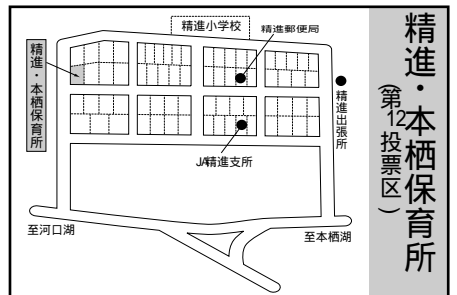 精進・本栖保育所
（第12投票区）
精進小学校
精進郵便局
精進・本栖保育所
精進出張所
JA精進支所
至河口湖
至本栖湖